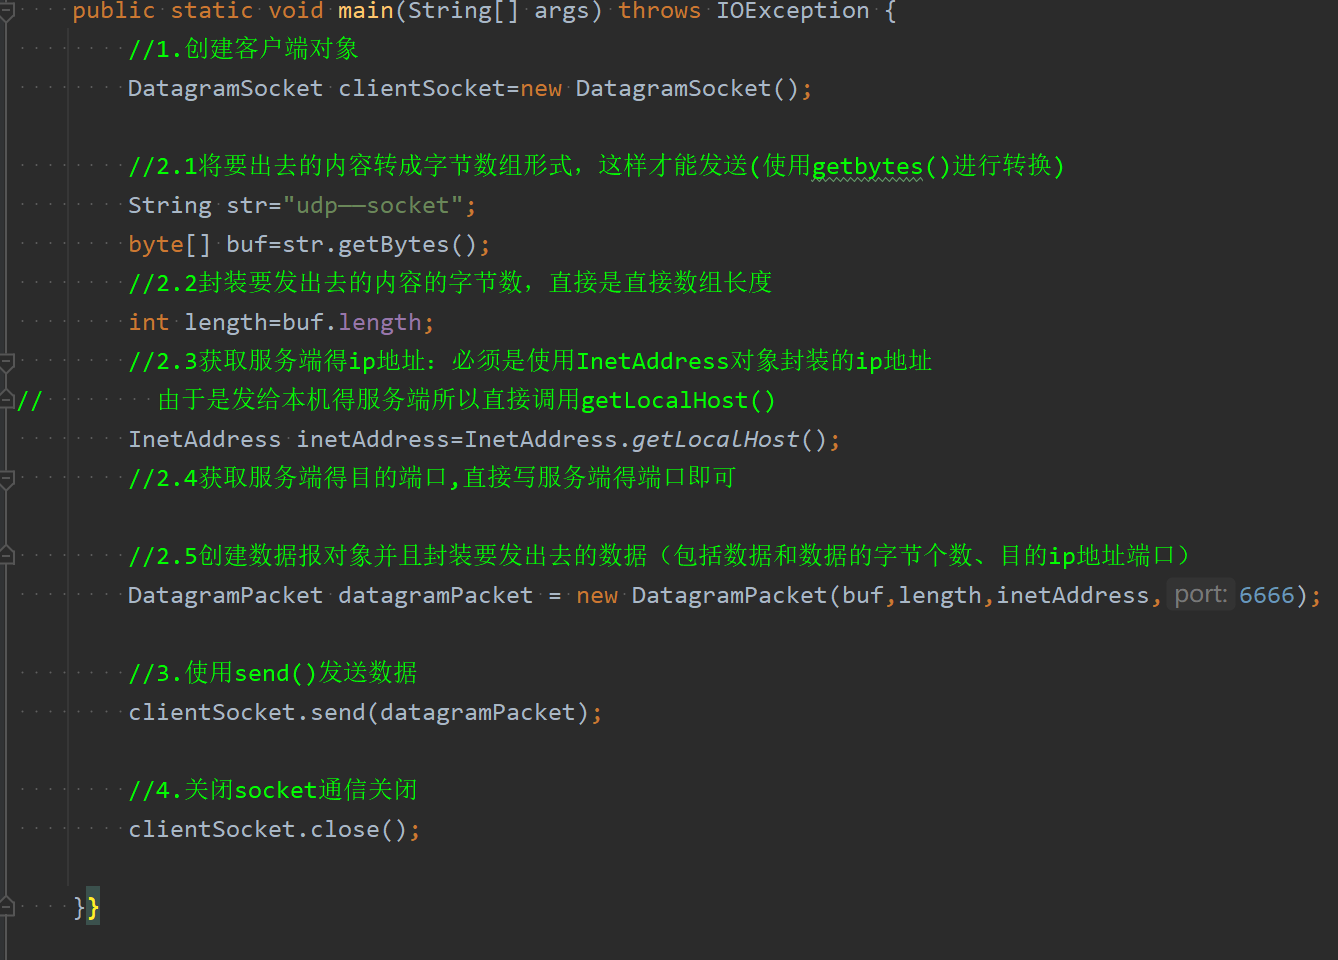 public static void main(String[] args) throws IOException {
//1.创建客户端对象
DatagramSocket clientSocket=new DatagramSocket();
//2.1将要出去的内容转成字节数组形式，这样才能发送(使用getbytes()进行转换)
String str="udp——socket";
byte[] buf=str.getBytes();
//2.2封装要发出去的内容的字节数，直接是直接数组长度
int length=buf.length;
//2.3获取服务端得ip地址：必须是使用InetAddress对象封装的ip地址
// 由于是发给本机得服务端所以直接调用getLocalHost()
InetAddress inetAddress=InetAddress.getLocalHost();
//2.4获取服务端得目的端口,直接写服务端得端口即可
//2.5创建数据报对象并且封装要发出去的数据（包括数据和数据的字节个数、目的ip地址端口）
DatagramPacket datagramPacket = new DatagramPacket(buf,length,inetAddress, port: 6666);
//3.使用send()发送数据
clientSocket.send(datagramPacket);
//4.关闭socket通信关闭
clientSocket.close();
}}